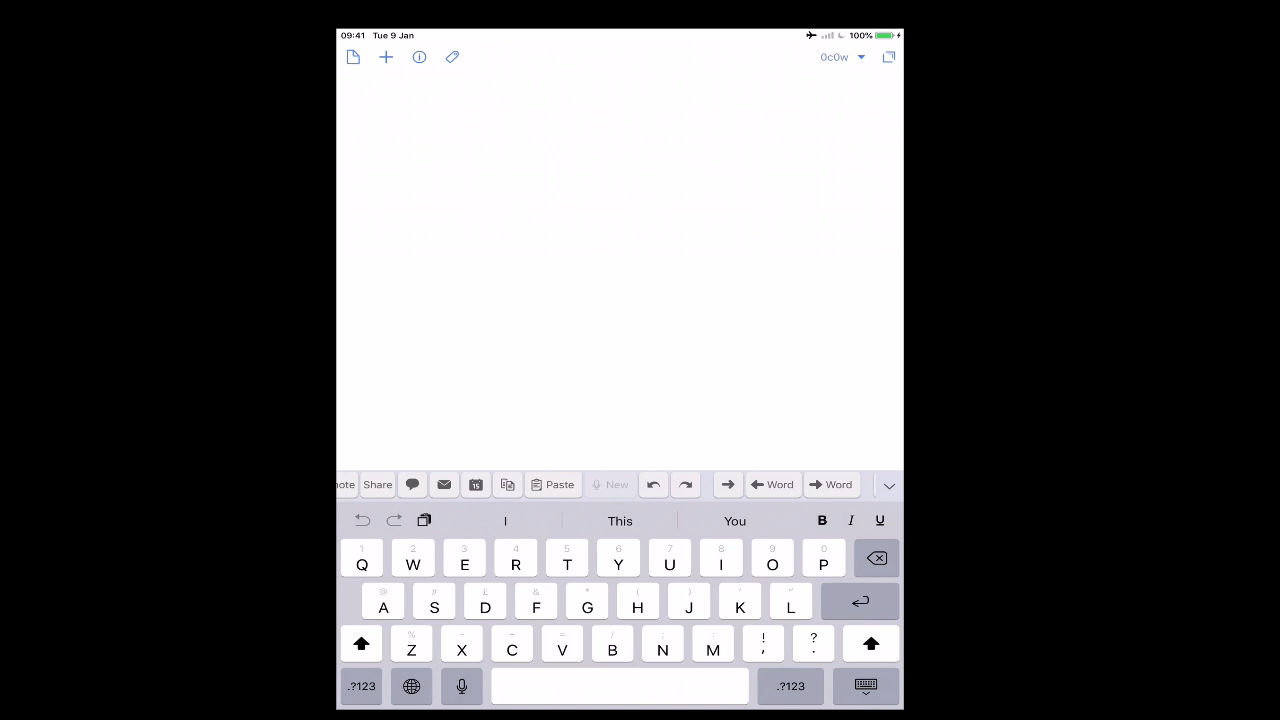 09:41 Tue 9 Jan 100%
0c0w
note Share 15 Paste New Word Word
I This You B I U
1 2 3 4 5 6 7 8 9 0
Q W E R T Y U I O P
@ # £ & * ( ) ' "
A S D F G H J K L
% - + = / ; : ! ?
Z X C V B N M , .
.?123 .?123